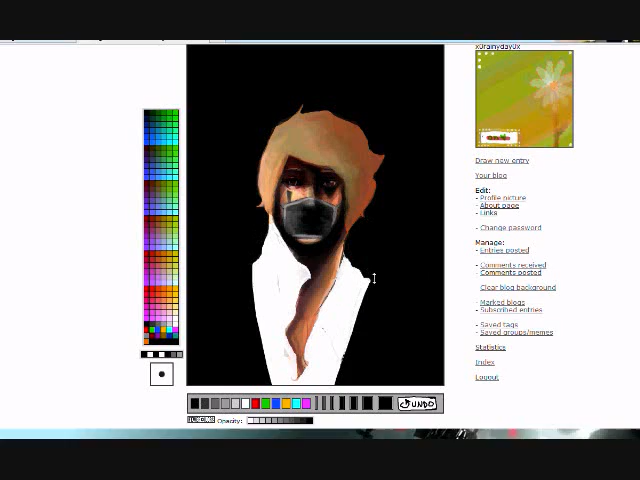 x0rainyday0x
Draw new entry
Your blog
Edit:
- Profile picture
- About page
- Links
- Change password
Manage:
- Entries posted
- Comments received
- Comments posted
- Clear blog background
- Marked blogs
- Subscribed entries
- Saved tags
- Saved groups/memes
Statistics
Index
Logout
UNDO
Opacity: